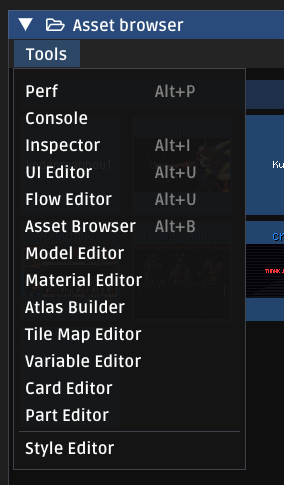 Asset browser
Tools
Perf Alt+P
Console
Inspector Alt+I
UI Editor Alt+U
Flow Editor Alt+U
Asset Browser Alt+B
Model Editor
Material Editor
Atlas Builder
Tile Map Editor
Variable Editor
Card Editor
Part Editor
Style Editor
Ku